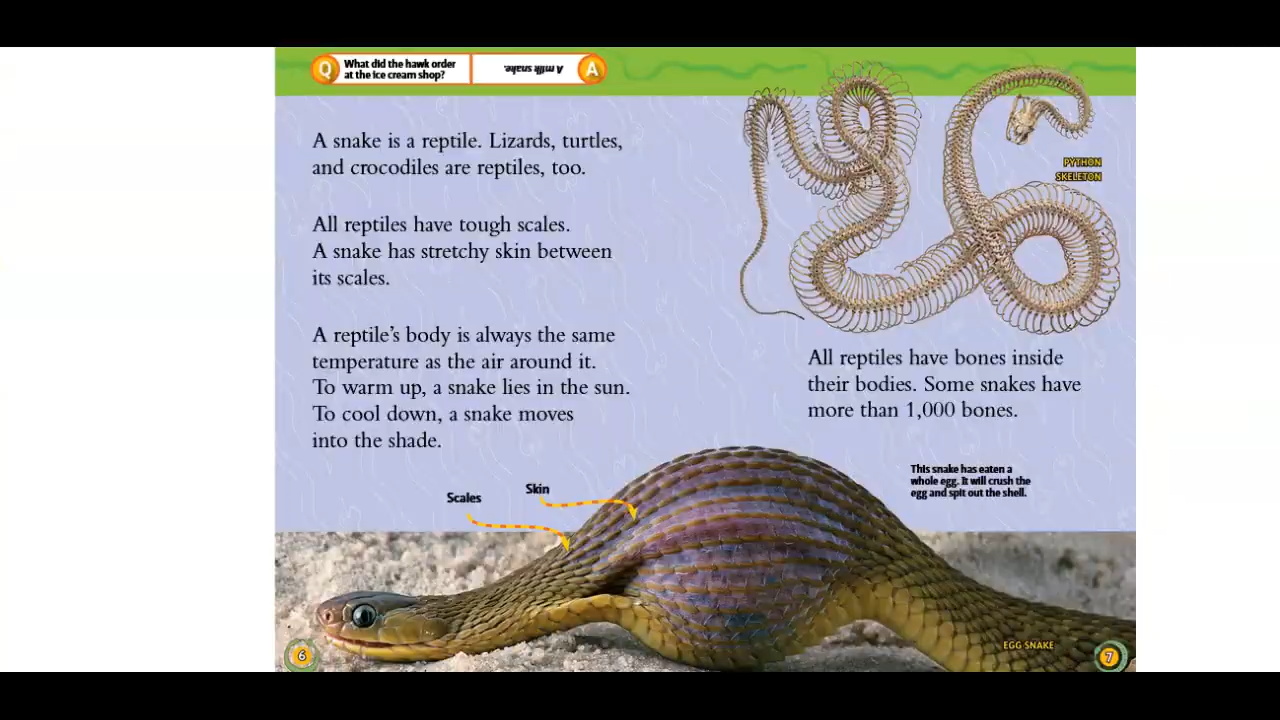 Q
What did the hawk order
at the ice cream shop?
A milk snake.
A
A snake is a reptile. Lizards, turtles,
and crocodiles are reptiles, too.
All reptiles have tough scales.
A snake has stretchy skin between
its scales.
A reptile’s body is always the same
temperature as the air around it.
To warm up, a snake lies in the sun.
To cool down, a snake moves
into the shade.
Scales
Skin
6
PYTHON
SKELETON
All reptiles have bones inside
their bodies. Some snakes have
more than 1,000 bones.
This snake has eaten a
whole egg. It will crush the
egg and spit out the shell.
EGG SNAKE
7